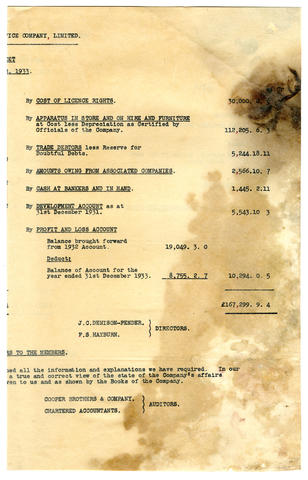 VICE COMPANY, LIMITED.
1933.
By COST OF LICENCE RIGHTS. 30,000.
By APPARATUS IN STORE AND ON HIRE AND FURNITURE
at Cost less Depreciation as Certified by
Officials of the Company. 112,205. 6. 3
By TRADE DEBTORS less Reserve for
Doubtful Debts. 5,244.18.11
By AMOUNTS OWING FROM ASSOCIATED COMPANIES. 2,566.10. 7
By CASH AT BANKERS AND IN HAND. 1,445. 2.11
By DEVELOPMENT ACCOUNT as at
31st December 1931. 5,543.10 3
By PROFIT AND LOSS ACCOUNT
Balance brought forward
from 1932 Account. 19,049. 3. 0
Deduct:
Balance of Account for the
year ended 31st December 1933. 8,755. 2. 7 10,294. 0. 5
£167,299. 9. 4
J.C.DENISON-PENDER,
DIRECTORS.
F.S.HAYBURN.
RS TO THE MEMBERS.
ned all the information and explanations we have required. In our
a true and correct view of the state of the Company's affairs
ven to us and as shown by the Books of the Company.
COOPER BROTHERS & COMPANY.
AUDITORS.
CHARTERED ACCOUNTANTS.